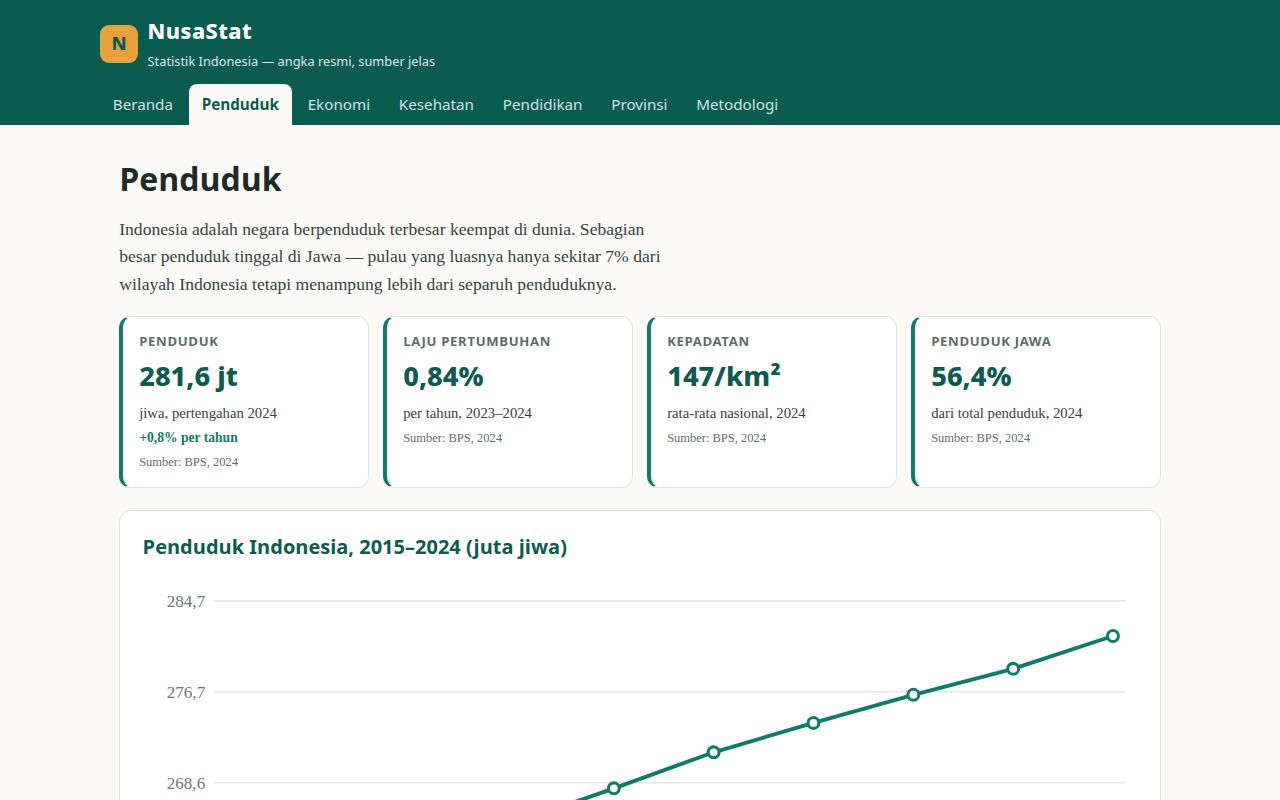 N
NusaStat
Statistik Indonesia — angka resmi, sumber jelas
Beranda Penduduk Ekonomi Kesehatan Pendidikan Provinsi Metodologi
Penduduk
Indonesia adalah negara berpenduduk terbesar keempat di dunia. Sebagian
besar penduduk tinggal di Jawa — pulau yang luasnya hanya sekitar 7% dari
wilayah Indonesia tetapi menampung lebih dari separuh penduduknya.
PENDUDUK
281,6 jt
jiwa, pertengahan 2024
+0,8% per tahun
Sumber: BPS, 2024
LAJU PERTUMBUHAN
0,84%
per tahun, 2023–2024
Sumber: BPS, 2024
KEPADATAN
147/km²
rata-rata nasional, 2024
Sumber: BPS, 2024
PENDUDUK JAWA
56,4%
dari total penduduk, 2024
Sumber: BPS, 2024
Penduduk Indonesia, 2015–2024 (juta jiwa)
284,7
276,7
268,6